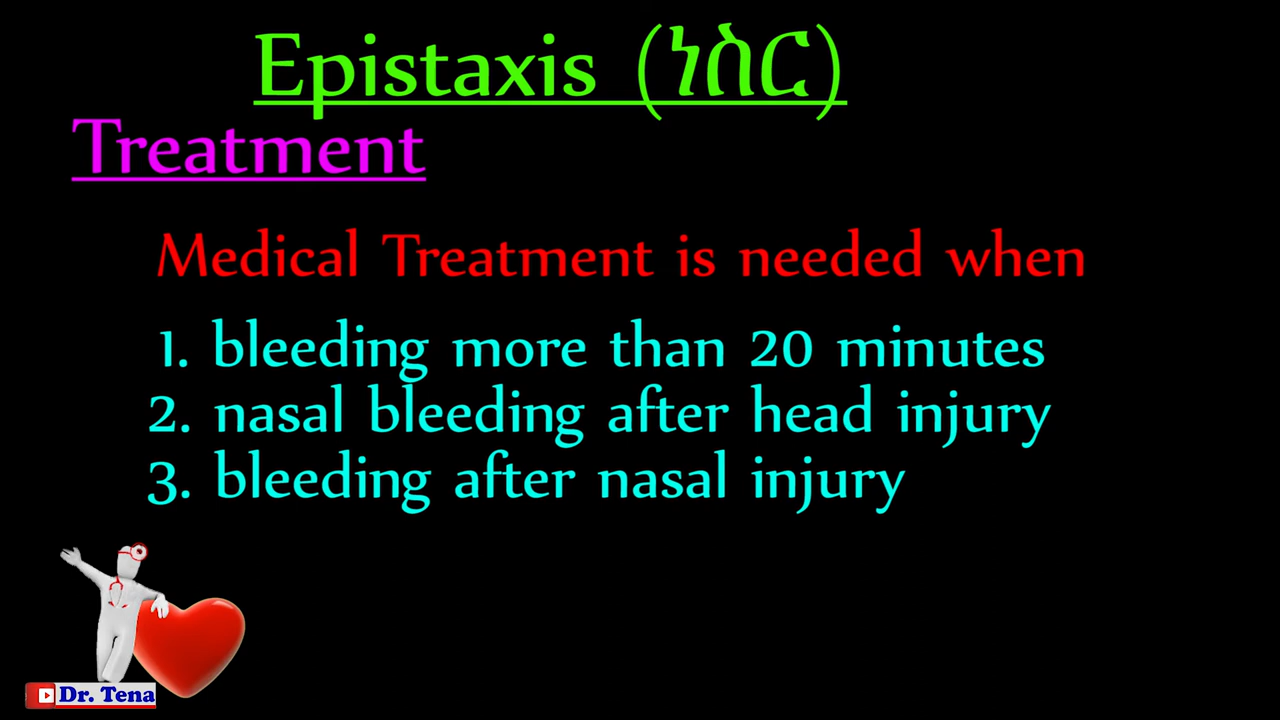 Epistaxis (ነስር)
Treatment
Medical Treatment is needed when
1. bleeding more than 20 minutes
2. nasal bleeding after head injury
3. bleeding after nasal injury
Dr. Tena